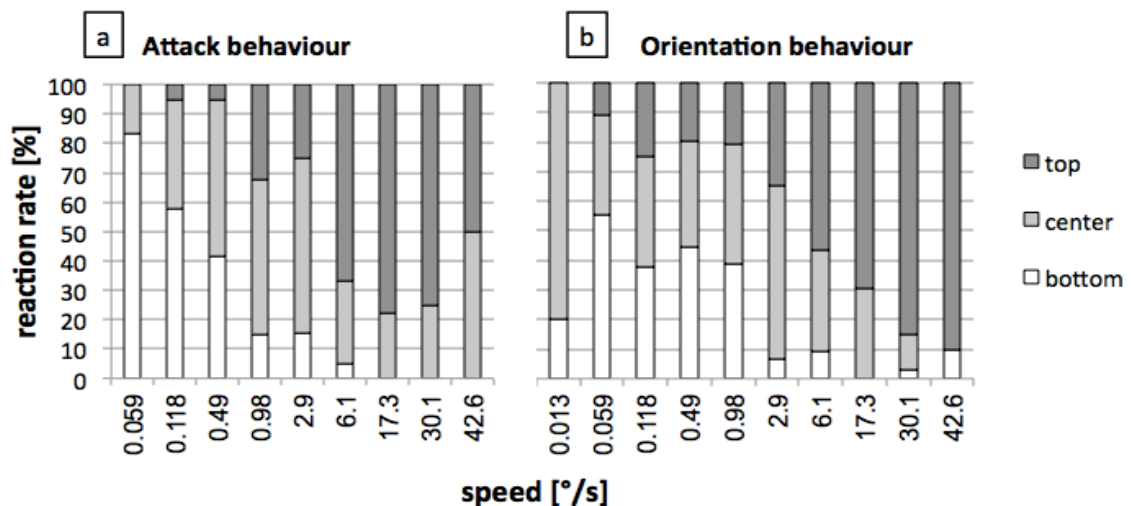 a Attack behaviour
b Orientation behaviour
reaction rate [%]
100
90
80
70
60
50
40
30
20
10
0
0.059 0.118 0.49 0.98 2.9 6.1 17.3 30.1 42.6
0.013 0.059 0.118 0.49 0.98 2.9 6.1 17.3 30.1 42.6
speed [°/s]
top
center
bottom